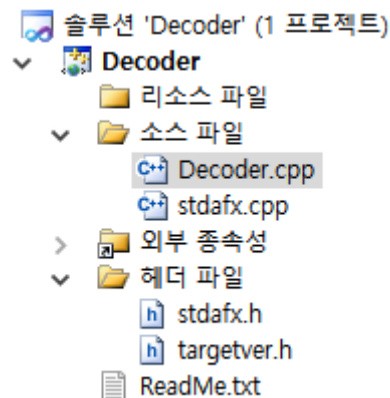 솔루션 'Decoder' (1 프로젝트)
Decoder
리소스 파일
소스 파일
Decoder.cpp
stdafx.cpp
외부 종속성
헤더 파일
stdafx.h
targetver.h
ReadMe.txt